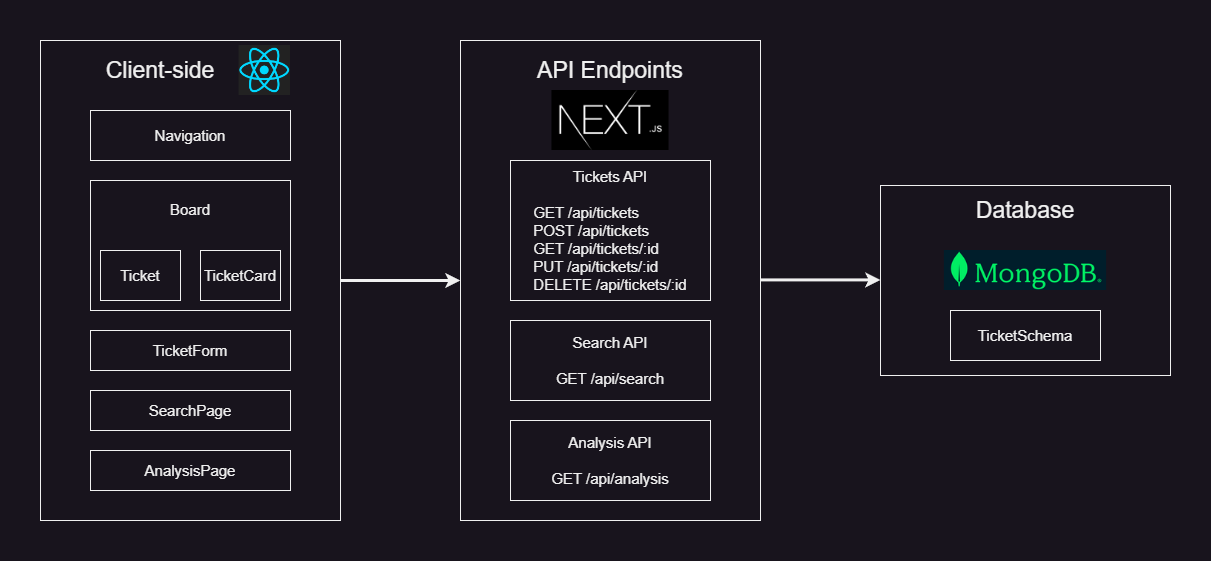 Client-side
Navigation
Board
Ticket
TicketCard
TicketForm
SearchPage
AnalysisPage
API Endpoints
NEXT.JS
Tickets API
GET /api/tickets
POST /api/tickets
GET /api/tickets/:id
PUT /api/tickets/:id
DELETE /api/tickets/:id
Search API
GET /api/search
Analysis API
GET /api/analysis
Database
MongoDB.
TicketSchema